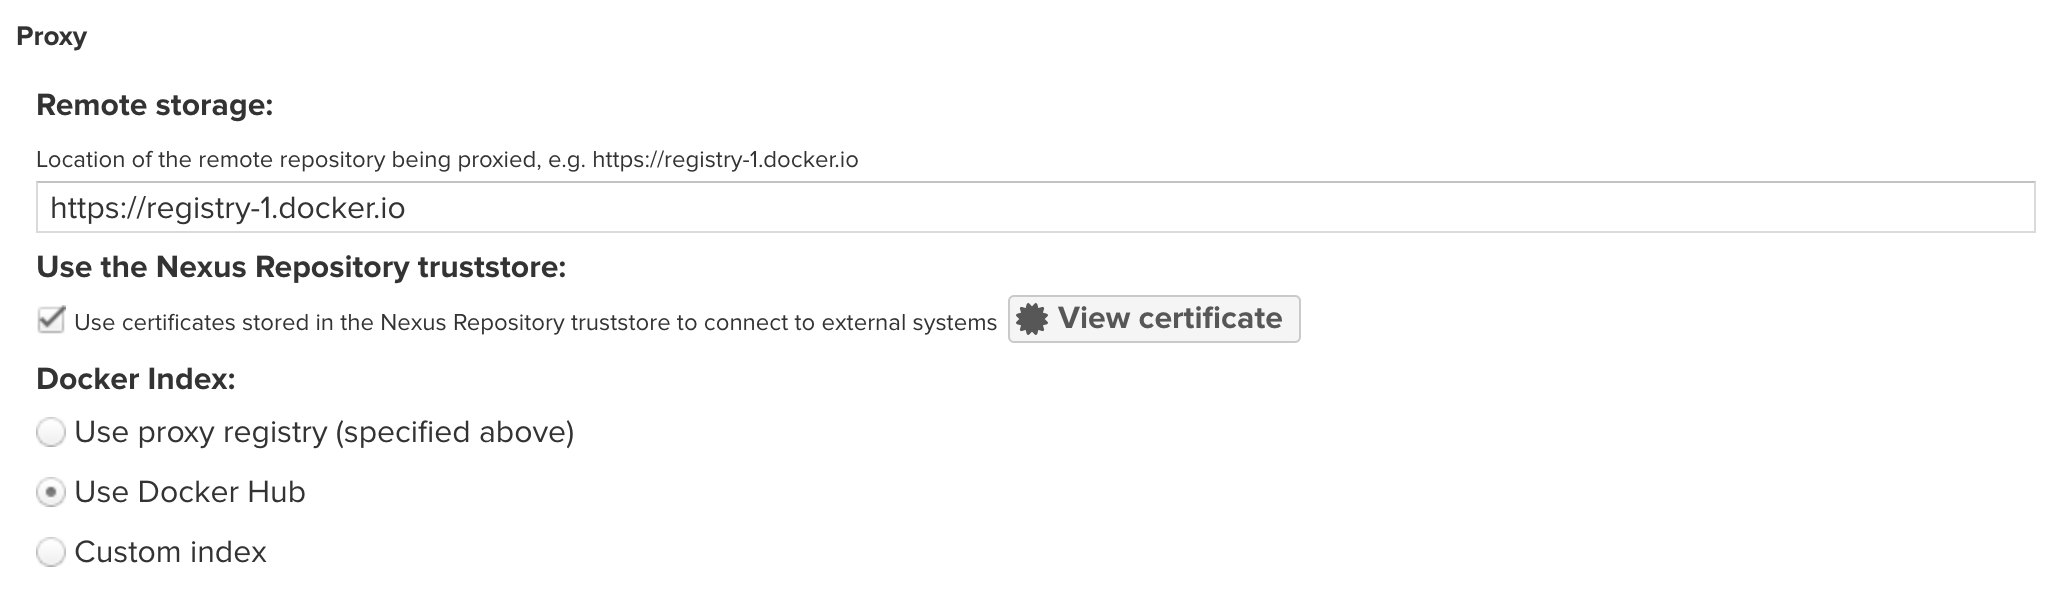 Proxy
Remote storage:
Location of the remote repository being proxied, e.g. https://registry-1.docker.io
https://registry-1.docker.io
Use the Nexus Repository truststore:
Use certificates stored in the Nexus Repository truststore to connect to external systems View certificate
Docker Index:
Use proxy registry (specified above)
Use Docker Hub
Custom index